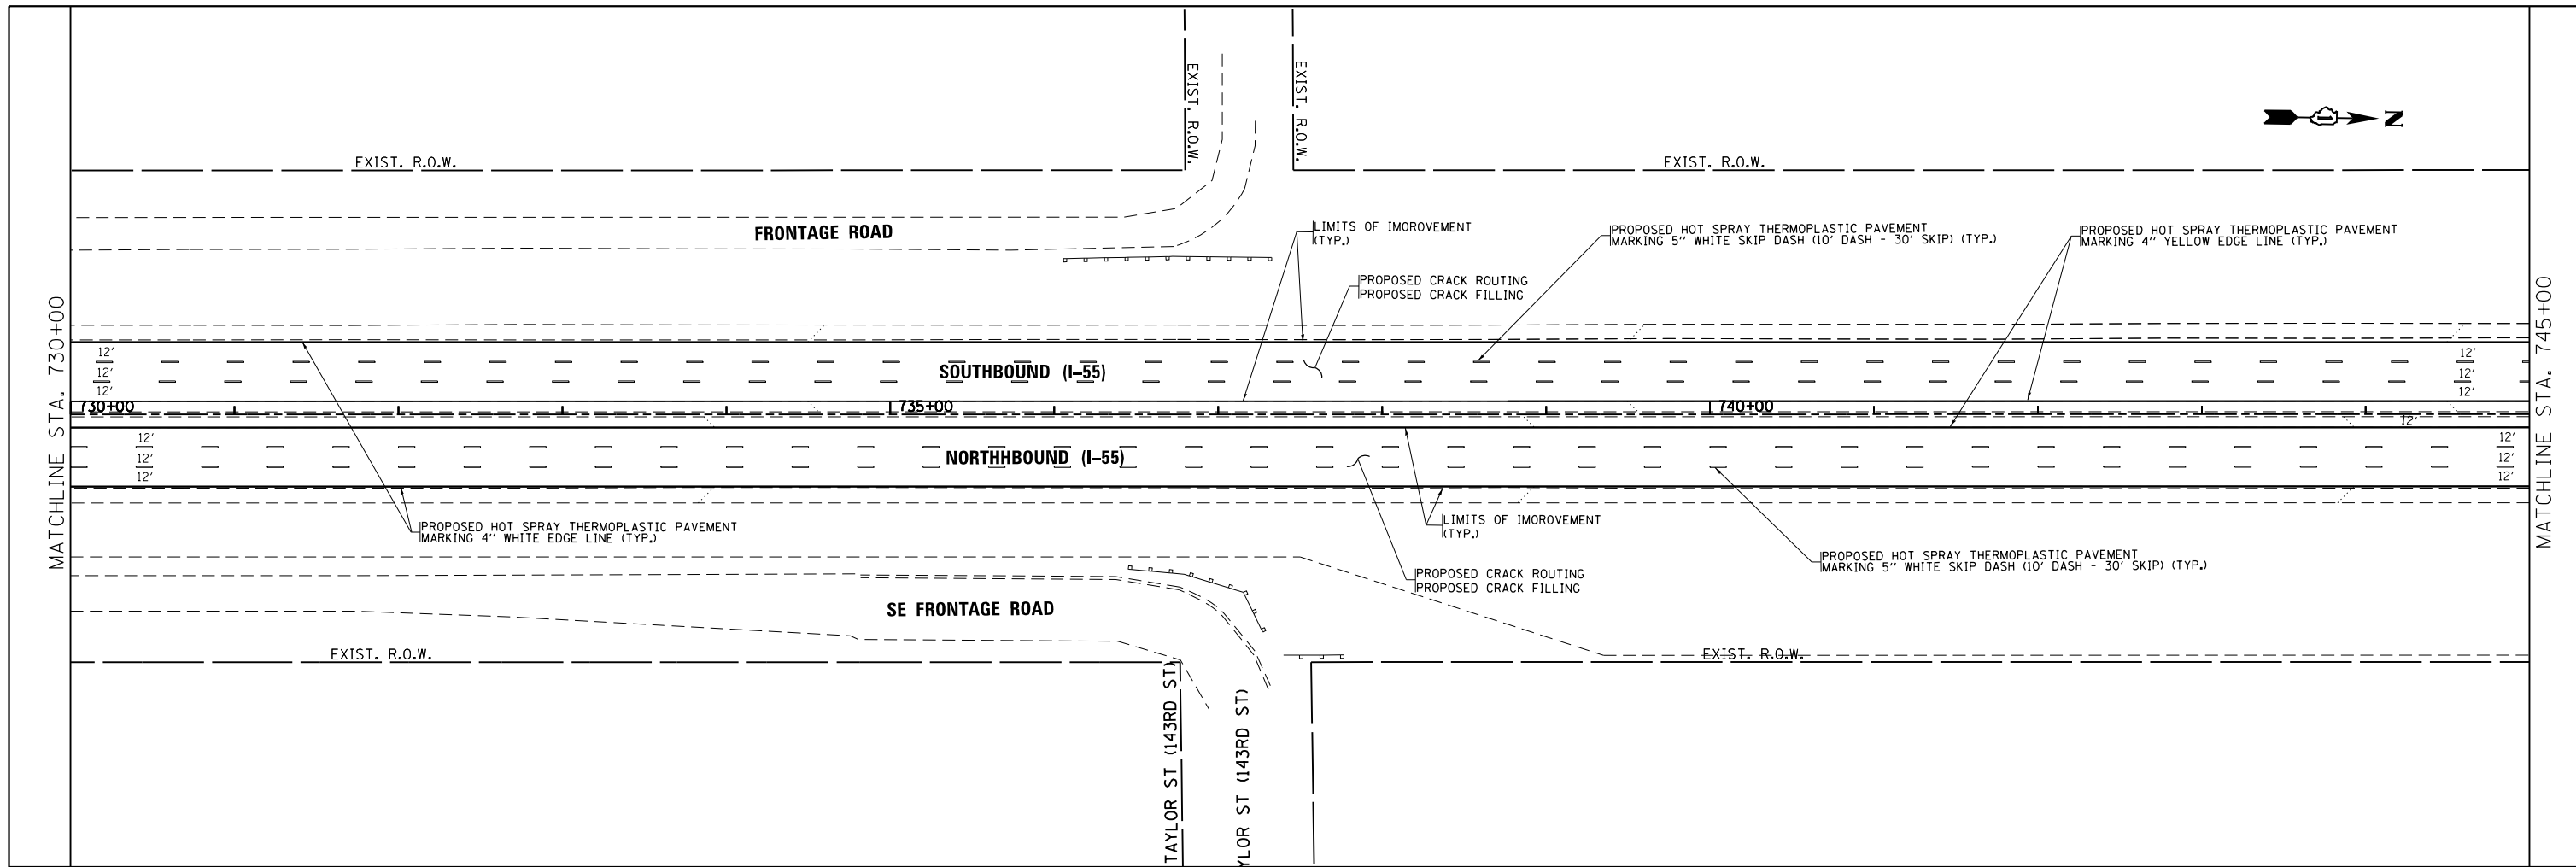 EXIST. R.O.W.
EXIST. R.O.W.
N
EXIST. R.O.W.
EXIST. R.O.W.
FRONTAGE ROAD
LIMITS OF IMOROVEMENT
(TYP.)
PROPOSED HOT SPRAY THERMOPLASTIC PAVEMENT
MARKING 5" WHITE SKIP DASH (10' DASH - 30' SKIP) (TYP.)
PROPOSED HOT SPRAY THERMOPLASTIC PAVEMENT
MARKING 4" YELLOW EDGE LINE (TYP.)
PROPOSED CRACK ROUTING
PROPOSED CRACK FILLING
MATCHLINE STA. 730+00
MATCHLINE STA. 745+00
12'
12'
12'
SOUTHBOUND (I-55)
12'
12'
12'
730+00
735+00
740+00
12'
12'
12'
12'
NORTHHBOUND (I-55)
12'
12'
12'
PROPOSED HOT SPRAY THERMOPLASTIC PAVEMENT
MARKING 4" WHITE EDGE LINE (TYP.)
LIMITS OF IMOROVEMENT
(TYP.)
PROPOSED HOT SPRAY THERMOPLASTIC PAVEMENT
MARKING 5" WHITE SKIP DASH (10' DASH - 30' SKIP) (TYP.)
PROPOSED CRACK ROUTING
PROPOSED CRACK FILLING
SE FRONTAGE ROAD
EXIST. R.O.W.
EXIST. R.O.W.
TAYLOR ST (143RD ST)
YLOR ST (143RD ST)